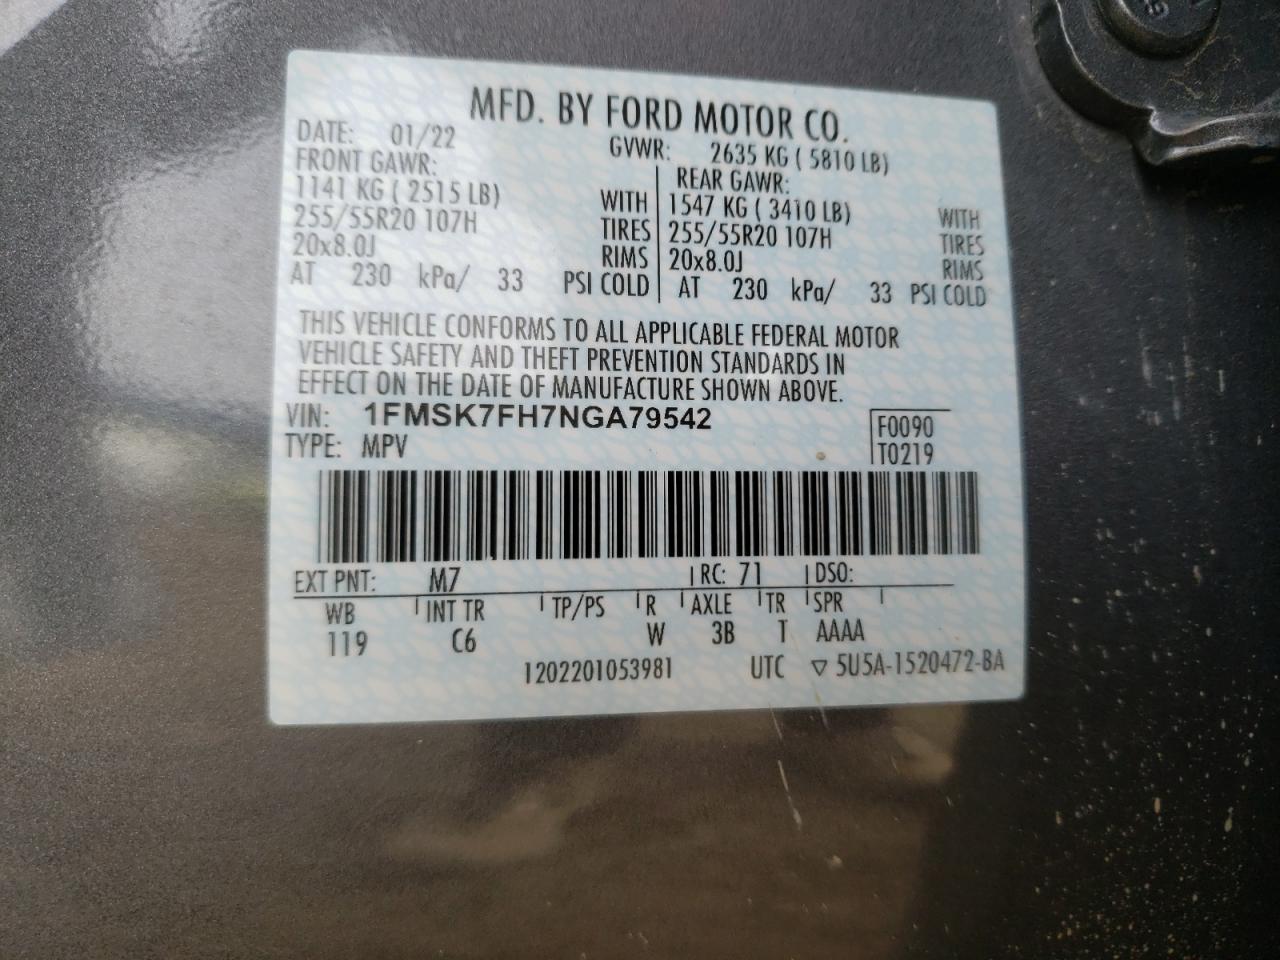 MFD. BY FORD MOTOR CO.
DATE: 01/22 GVWR: 2635 KG ( 5810 LB)
FRONT GAWR: REAR GAWR:
1141 KG ( 2515 LB) WITH 1547 KG ( 3410 LB) WITH
255/55R20 107H TIRES 255/55R20 107H TIRES
20x8.0J RIMS 20x8.0J RIMS
AT 230 kPa/ 33 PSI COLD AT 230 kPa/ 33 PSI COLD
THIS VEHICLE CONFORMS TO ALL APPLICABLE FEDERAL MOTOR
VEHICLE SAFETY AND THEFT PREVENTION STANDARDS IN
EFFECT ON THE DATE OF MANUFACTURE SHOWN ABOVE.
VIN: 1FMSK7FH7NGA79542 F0090
TYPE: MPV T0219
EXT PNT: M7 RC: 71 DSO:
WB INT TR TP/PS R AXLE TR SPR
119 C6 W 3B T AAAA
1202201053981 UTC ▽ 5U5A-1520472-BA